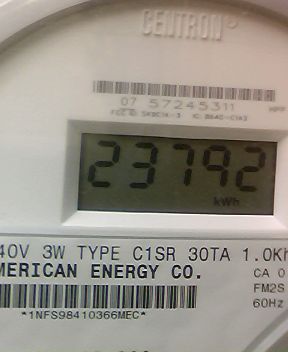 CENTRON
07 57245311
23792
kWh
40V 3W TYPE C1SR 30TA 1.0Kh
MERICAN ENERGY CO.
CA 0
FM2S
60Hz
*1NFS98410366MEC*